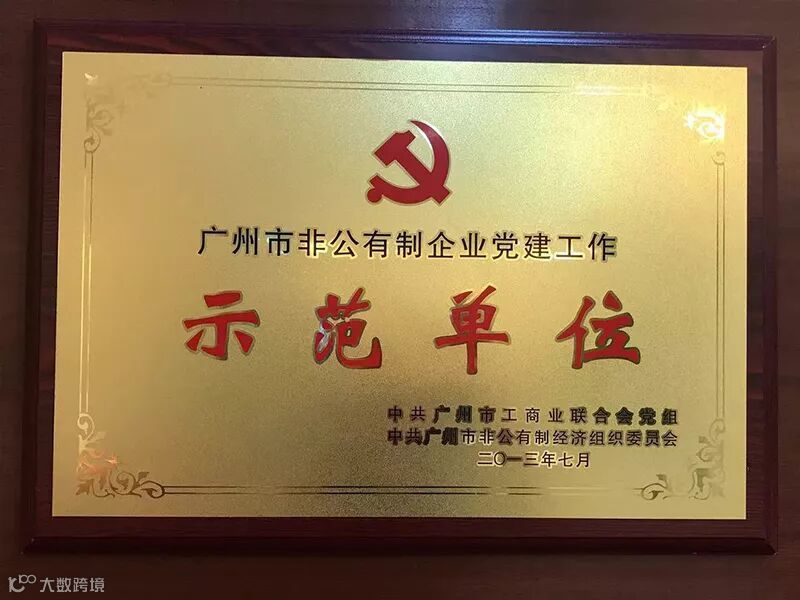 广州市非公有制企业党建工作
示范单位
中共广州市工商业联合会党组
中共广州市非公有制经济组织委员会
二〇一三年七月
大数跨境